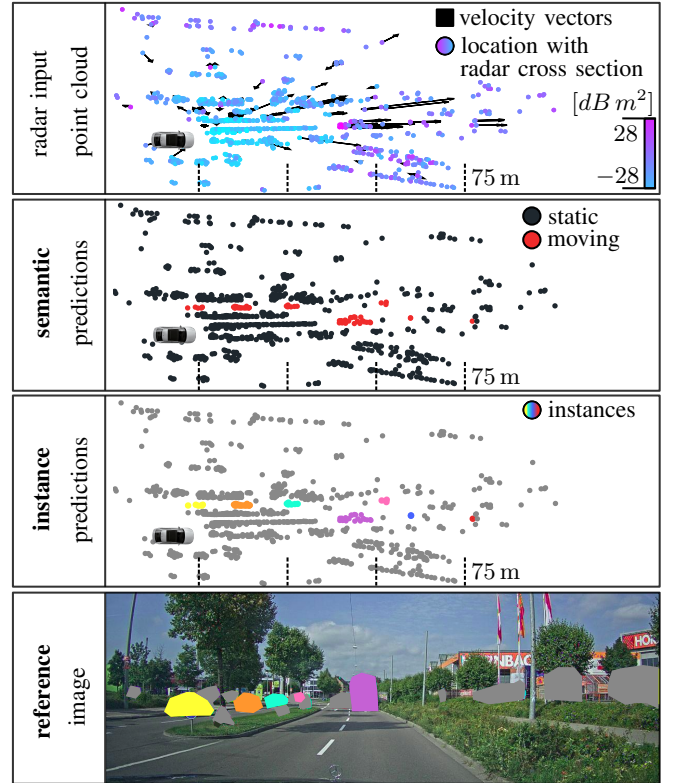 radar input
point cloud
velocity vectors
location with
radar cross section
[dB m²]
28
−28
75 m
semantic
predictions
static
moving
75 m
instance
predictions
instances
75 m
reference
image
HOR
NBAC